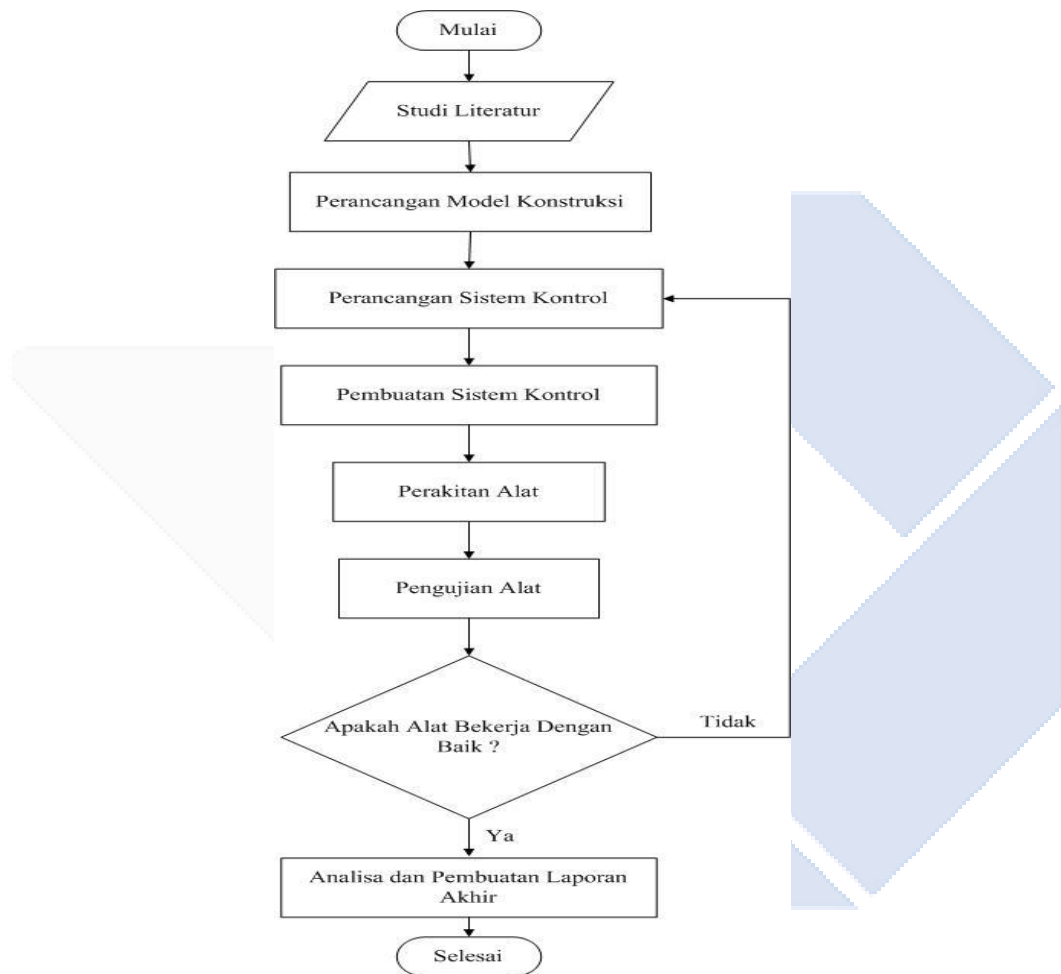 Mulai
Studi Literatur
Perancangan Model Konstruksi
Perancangan Sistem Kontrol
Pembuatan Sistem Kontrol
Perakitan Alat
Pengujian Alat
Apakah Alat Bekerja Dengan
Baik ?
Tidak
Ya
Analisa dan Pembuatan Laporan
Akhir
Selesai